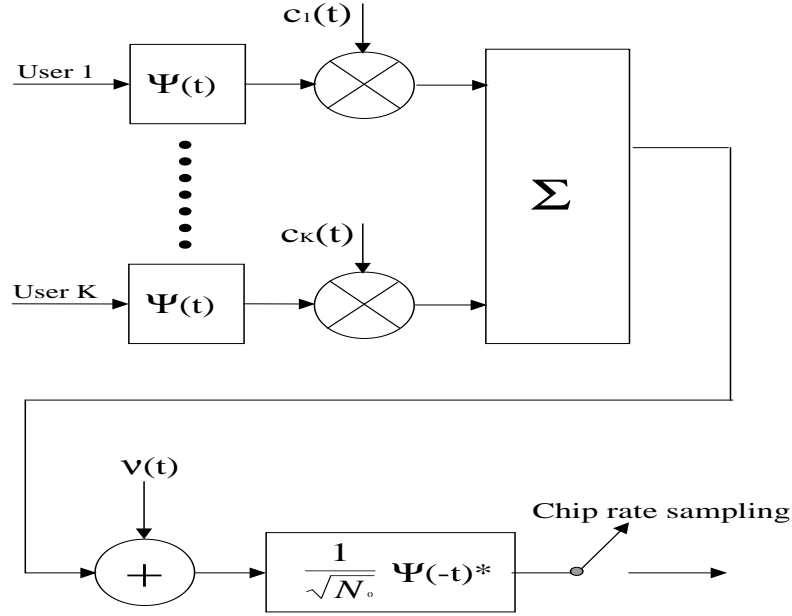 c₁(t)
User 1
Ψ(t)
Σ
cK(t)
User K
Ψ(t)
ν(t)
Chip rate sampling
1/√N₀ Ψ(-t)*
+